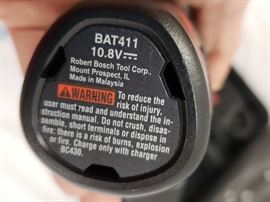 BAT411
10.8V⎓
Robert Bosch Tool Corp.,
Mount Prospect, IL
Made in Malaysia
⚠WARNING To reduce the
risk of injury,
user must read and understand the in-
struction manual. Do not crush, disas-
semble, short terminals or dispose in
fire; there is a risk of burns, explosion
or fire. Charge only with charger
BC430.